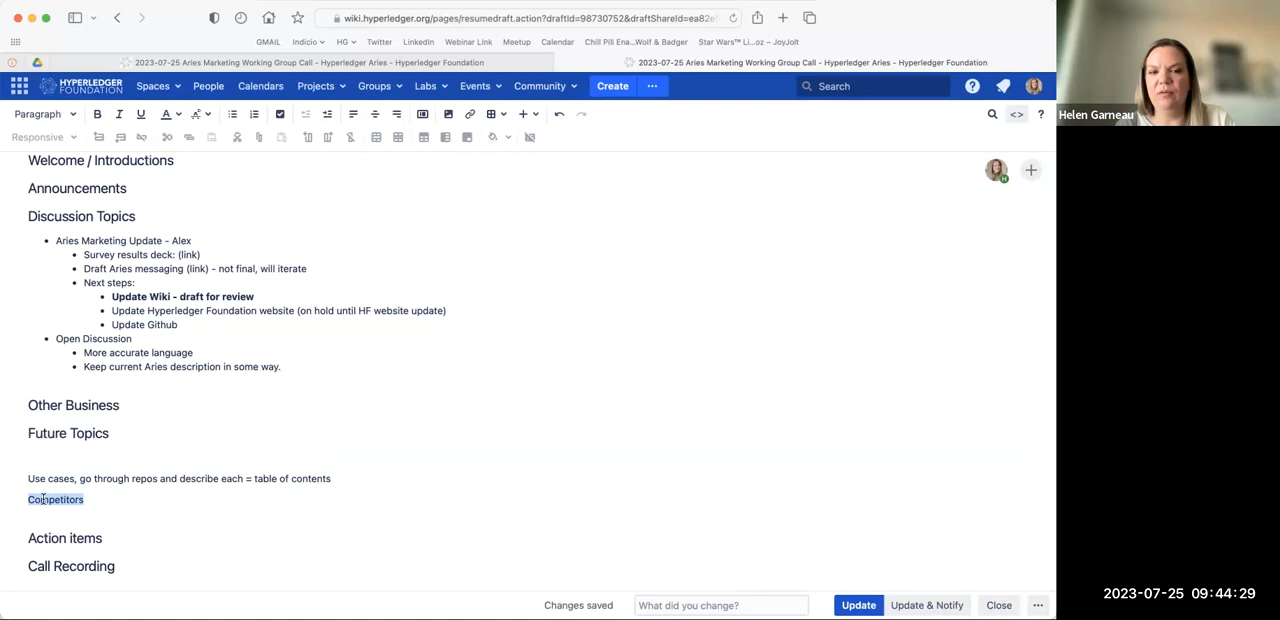 wiki.hyperledger.org/pages/resumedraft.action?draftId=98730752&draftShareId=ea82e
GMAIL Indicio HG Twitter LinkedIn Webinar Link Meetup Calendar Chill Pill Ena...Wolf & Badger Star Wars™ Li...oz – JoyJolt
2023-07-25 Aries Marketing Working Group Call - Hyperledger Aries - Hyperledger Foundation
2023-07-25 Aries Marketing Working Group Call - Hyperledger Aries - Hyperledger Foundation
HYPERLEDGER FOUNDATION Spaces People Calendars Projects Groups Labs Events Community Create ... Search ?
Paragraph B I U A <> ?
Responsive
Welcome / Introductions
Announcements
Discussion Topics
• Aries Marketing Update - Alex
• Survey results deck: (link)
• Draft Aries messaging (link) - not final, will iterate
• Next steps:
• Update Wiki - draft for review
• Update Hyperledger Foundation website (on hold until HF website update)
• Update Github
• Open Discussion
• More accurate language
• Keep current Aries description in some way.
Other Business
Future Topics
Use cases, go through repos and describe each = table of contents
Competitors
Action items
Call Recording
Changes saved What did you change? Update Update & Notify Close ...
Helen Garneau
2023-07-25 09:44:29